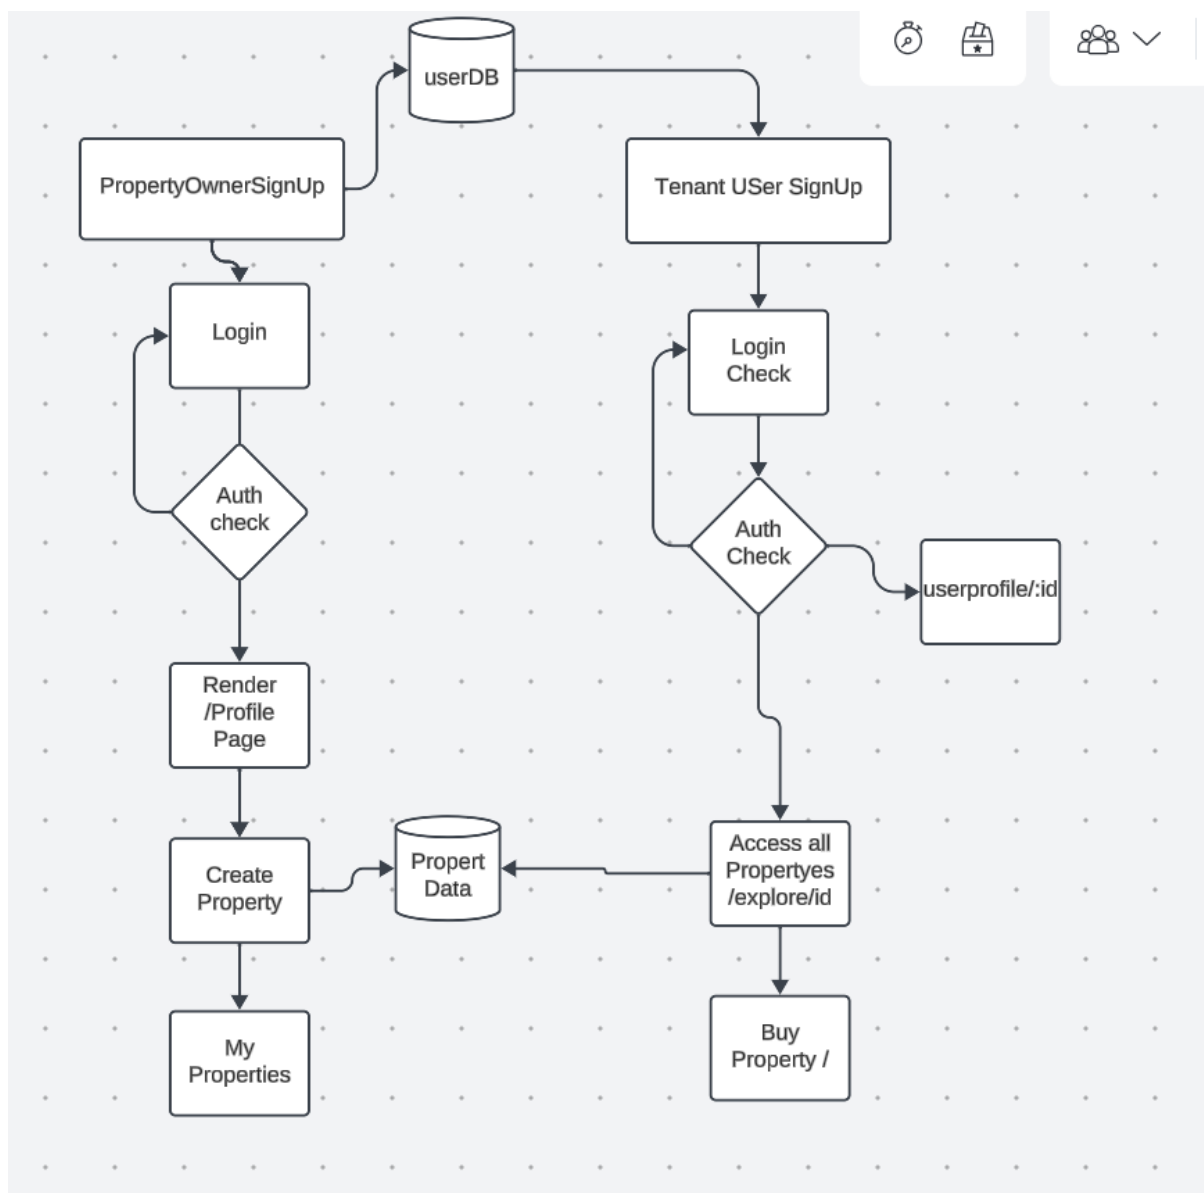 userDB
PropertyOwnerSignUp
Tenant USer SignUp
Login
Login
Check
Auth
check
Auth
Check
userprofile/:id
Render
/Profile
Page
Create
Property
Propert
Data
Access all
Propertyes
/explore/id
My
Properties
Buy
Property /